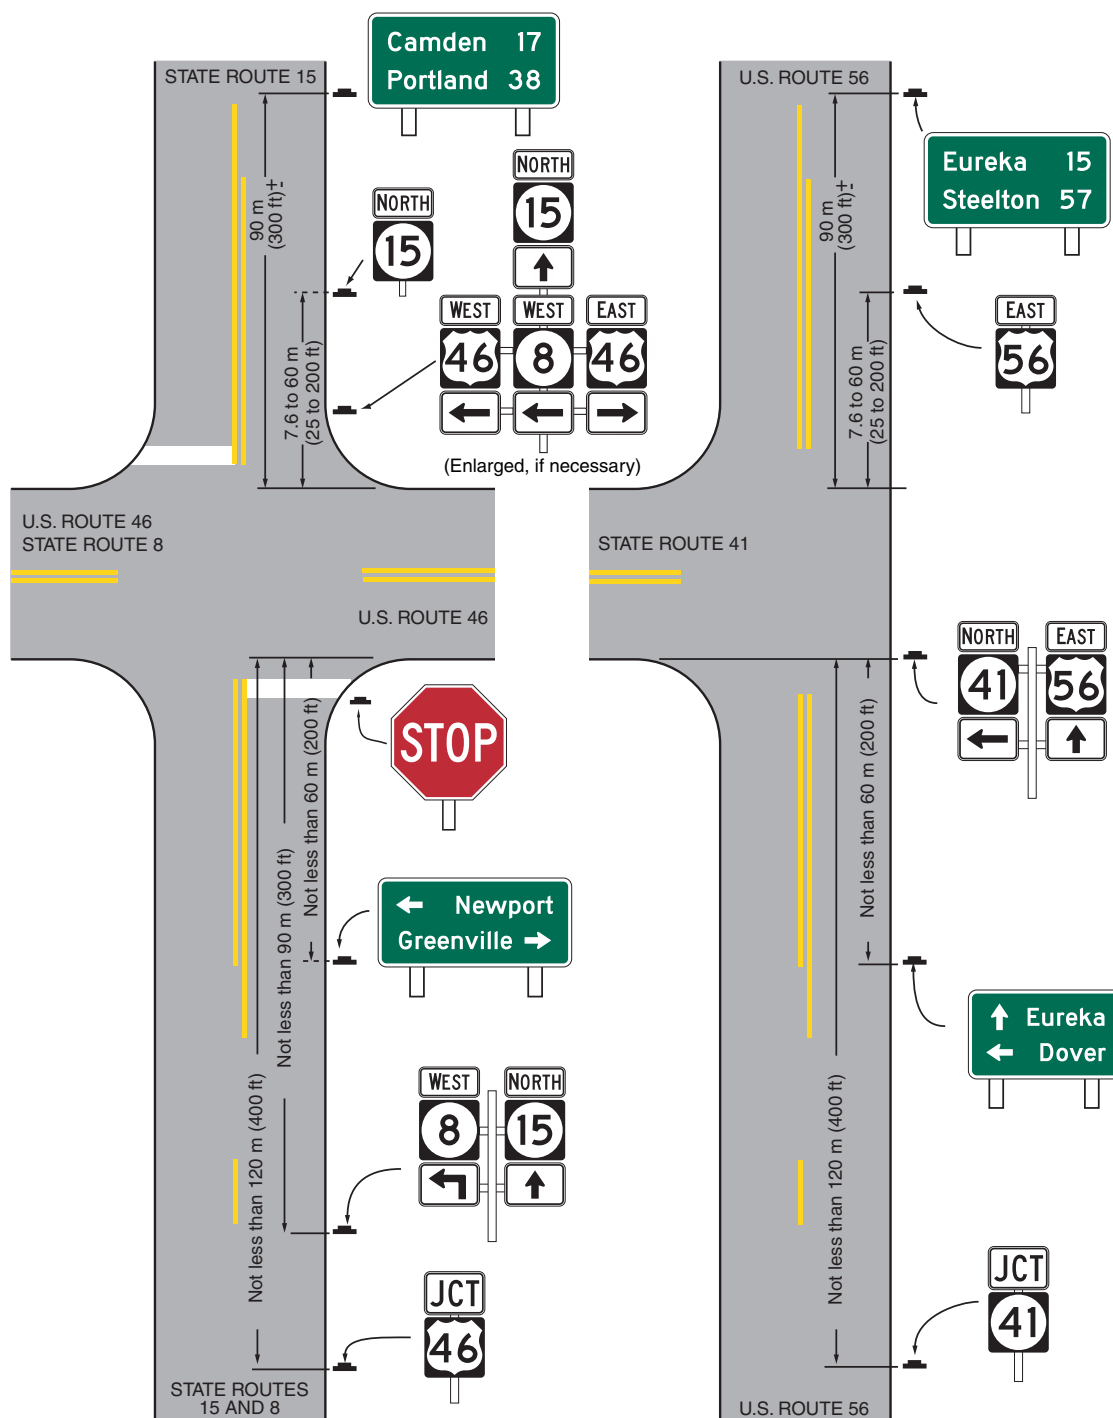 STATE ROUTE 15
Camden 17
Portland 38
NORTH
15
NORTH
15
90 m
(300 ft)±
WEST
46
WEST
8
EAST
46
(Enlarged, if necessary)
7.6 to 60 m
(25 to 200 ft)
U.S. ROUTE 46
STATE ROUTE 8
U.S. ROUTE 46
STOP
Not less than 60 m (200 ft)
Not less than 90 m (300 ft)
Not less than 120 m (400 ft)
Newport
Greenville
WEST
8
NORTH
15
JCT
46
STATE ROUTES
15 AND 8
U.S. ROUTE 56
Eureka 15
Steelton 57
90 m
(300 ft)±
EAST
56
7.6 to 60 m
(25 to 200 ft)
STATE ROUTE 41
NORTH
41
EAST
56
Not less than 60 m (200 ft)
Not less than 120 m (400 ft)
Eureka
Dover
JCT
41
U.S. ROUTE 56